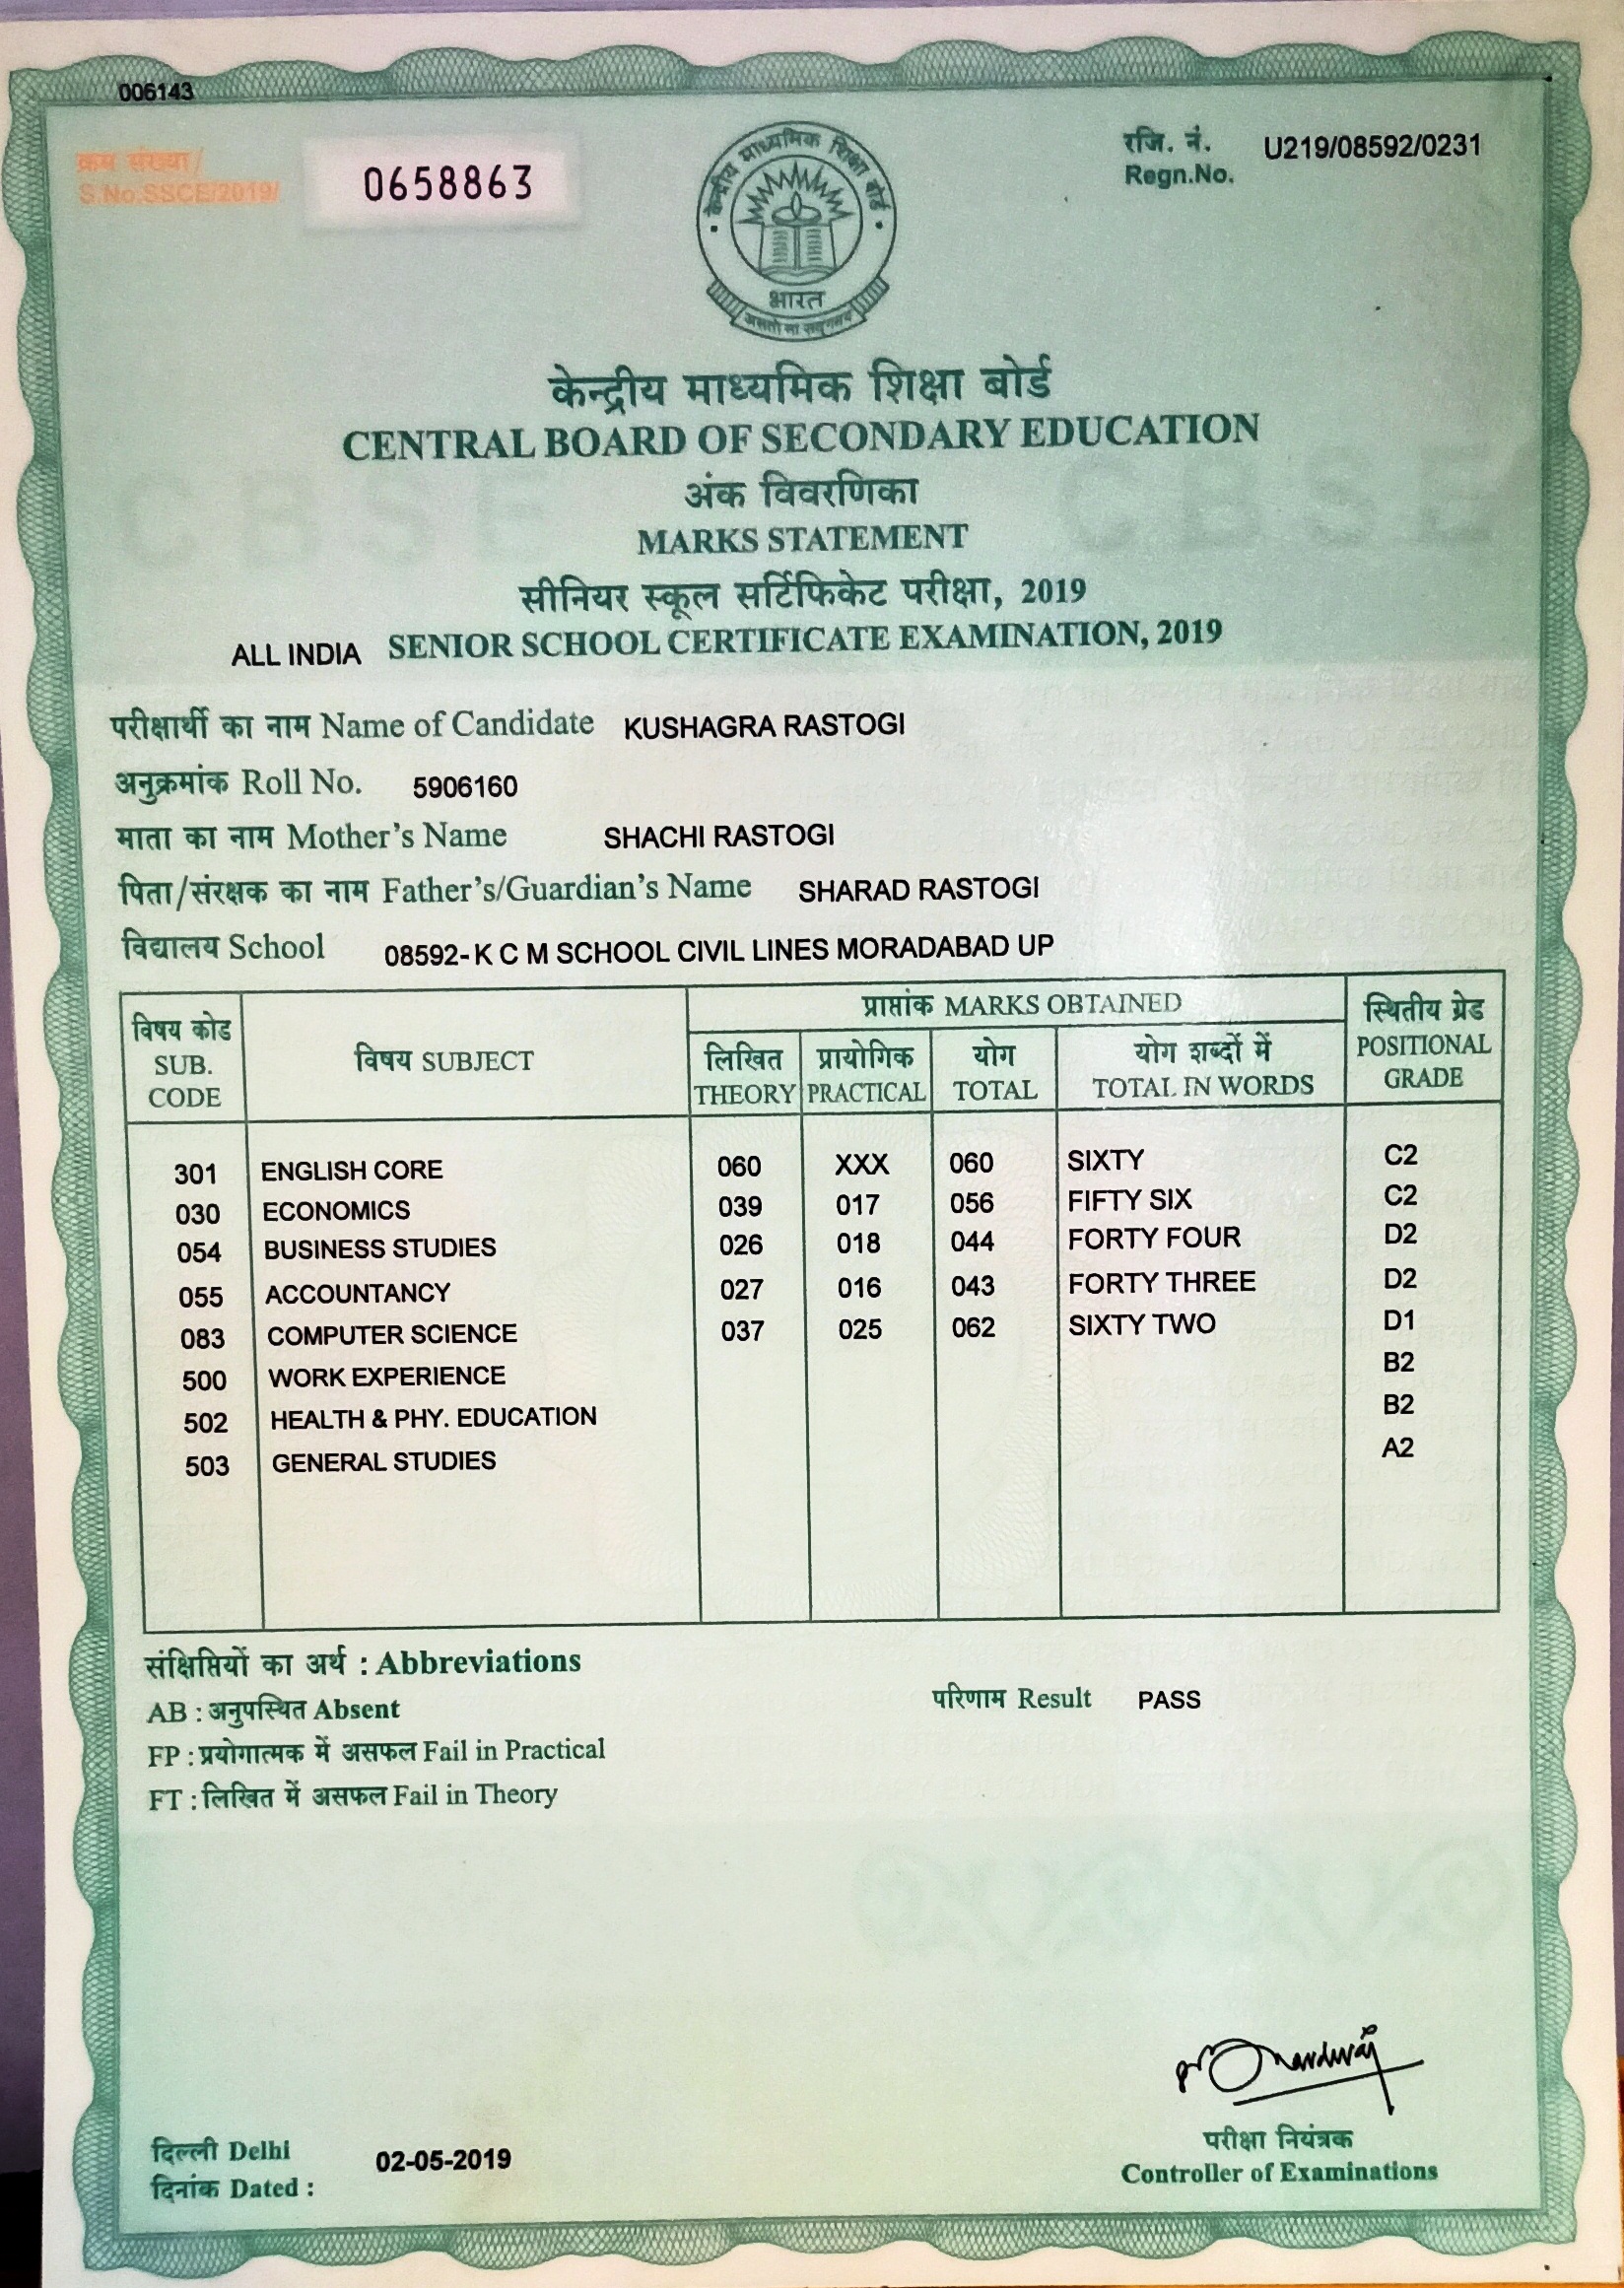 006143
क्रम संख्या/
S.No.SSCE/2019/ 0658863
रजि. नं. U219/08592/0231
Regn.No.
केन्द्रीय माध्यमिक शिक्षा बोर्ड
भारत
असतो मा सद्गमय
केन्द्रीय माध्यमिक शिक्षा बोर्ड
CENTRAL BOARD OF SECONDARY EDUCATION
अंक विवरणिका
MARKS STATEMENT
सीनियर स्कूल सर्टिफिकेट परीक्षा, 2019
ALL INDIA SENIOR SCHOOL CERTIFICATE EXAMINATION, 2019
परीक्षार्थी का नाम Name of Candidate KUSHAGRA RASTOGI
अनुक्रमांक Roll No. 5906160
माता का नाम Mother's Name SHACHI RASTOGI
पिता/संरक्षक का नाम Father's/Guardian's Name SHARAD RASTOGI
विद्यालय School 08592- K C M SCHOOL CIVIL LINES MORADABAD UP
विषय कोड SUB. CODE
विषय SUBJECT
प्राप्तांक MARKS OBTAINED
लिखित THEORY
प्रायोगिक PRACTICAL
योग TOTAL
योग शब्दों में TOTAL IN WORDS
स्थितीय ग्रेड POSITIONAL GRADE
301 ENGLISH CORE 060 XXX 060 SIXTY C2
030 ECONOMICS 039 017 056 FIFTY SIX C2
054 BUSINESS STUDIES 026 018 044 FORTY FOUR D2
055 ACCOUNTANCY 027 016 043 FORTY THREE D2
083 COMPUTER SCIENCE 037 025 062 SIXTY TWO D1
500 WORK EXPERIENCE B2
502 HEALTH & PHY. EDUCATION B2
503 GENERAL STUDIES A2
संक्षिप्तियों का अर्थ : Abbreviations
AB : अनुपस्थित Absent
परिणाम Result PASS
FP : प्रयोगात्मक में असफल Fail in Practical
FT : लिखित में असफल Fail in Theory
दिल्ली Delhi
दिनांक Dated : 02-05-2019
परीक्षा नियंत्रक
Controller of Examinations